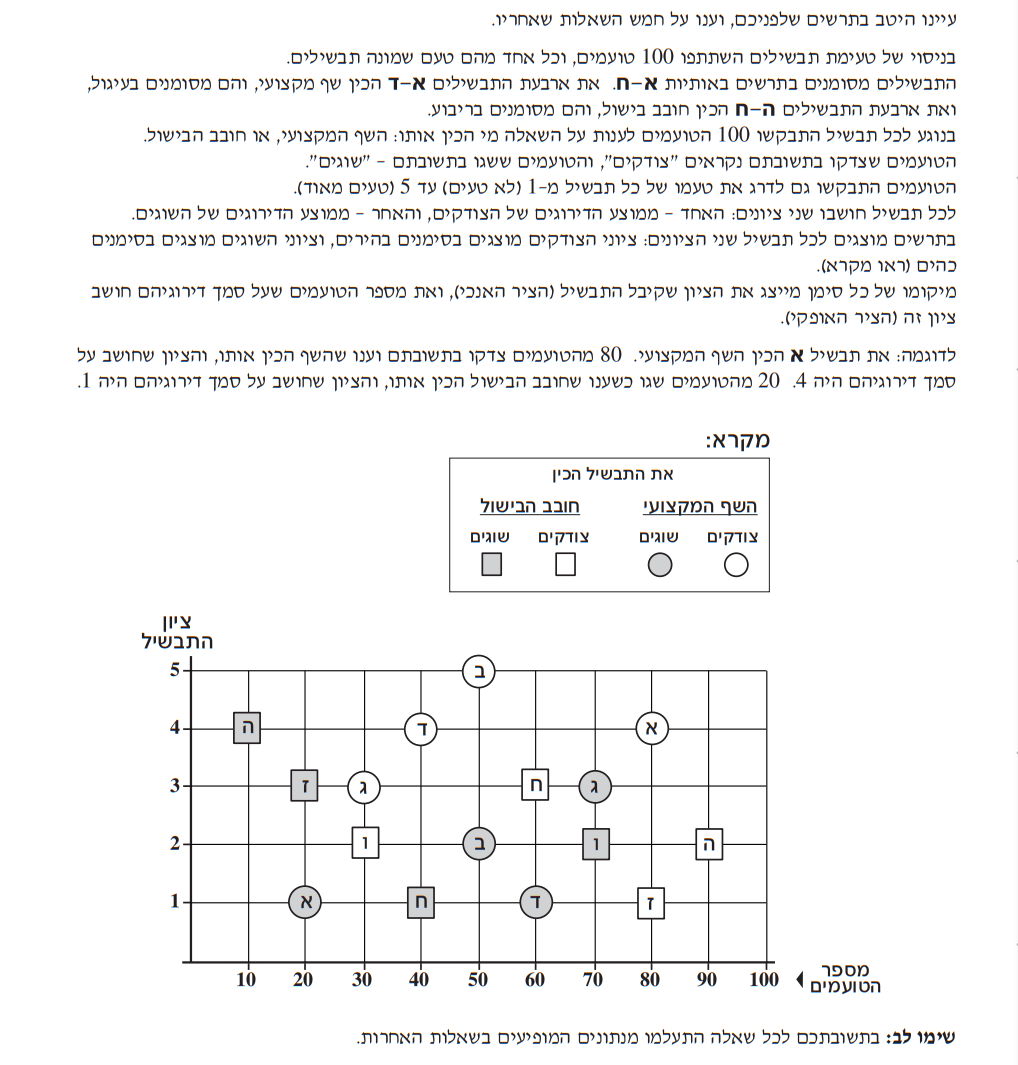 עיינו היטב בתרשים שלפניכם, וענו על חמש השאלות שאחריו.
בניסוי של טעימת תבשילים השתתפו 100 טועמים, וכל אחד מהם טעם שמונה תבשילים.
התבשילים מסומנים בתרשים באותיות א–ח. את ארבעת התבשילים א–ד הכין שף מקצועי, והם מסומנים בעיגול,
ואת ארבעת התבשילים ה–ח הכין חובב בישול, והם מסומנים בריבוע.
בנוגע לכל תבשיל התבקשו 100 הטועמים לענות על השאלה מי הכין אותו: השף המקצועי, או חובב הבישול.
הטועמים שצדקו בתשובתם נקראים "צודקים", והטועמים ששגו בתשובתם – "שוגים".
הטועמים התבקשו גם לדרג את טעמו של כל תבשיל מ–1 (לא טעים) עד 5 (טעים מאוד).
לכל תבשיל חושבו שני ציונים: האחד – ממוצע הדירוגים של הצודקים, והאחר – ממוצע הדירוגים של השוגים.
בתרשים מוצגים לכל תבשיל שני הציונים: ציוני הצודקים מוצגים בסימנים בהירים, וציוני השוגים מוצגים בסימנים
כהים (ראו מקרא).
מיקומו של כל סימן מייצג את הציון שקיבל התבשיל (הציר האנכי), ואת מספר הטועמים שעל סמך דירוגיהם חושב
ציון זה (הציר האופקי).
לדוגמה: את תבשיל א הכין השף המקצועי. 80 מהטועמים צדקו בתשובתם וענו שהשף הכין אותו, והציון שחושב על
סמך דירוגיהם היה 4. 20 מהטועמים שגו כשענו שחובב הבישול הכין אותו, והציון שחושב על סמך דירוגיהם היה 1.
מקרא:
את התבשיל הכין
השף המקצועי חובב הבישול
צודקים שוגים צודקים שוגים
ציון
התבשיל
5 ב
4 ה ד א
3 ז ג ח ג
2 ו ב ו ה
1 א ח ד ז
10 20 30 40 50 60 70 80 90 100
מספר
הטועמים
שימו לב: בתשובתכם לכל שאלה התעלמו מנתונים המופיעים בשאלות האחרות.